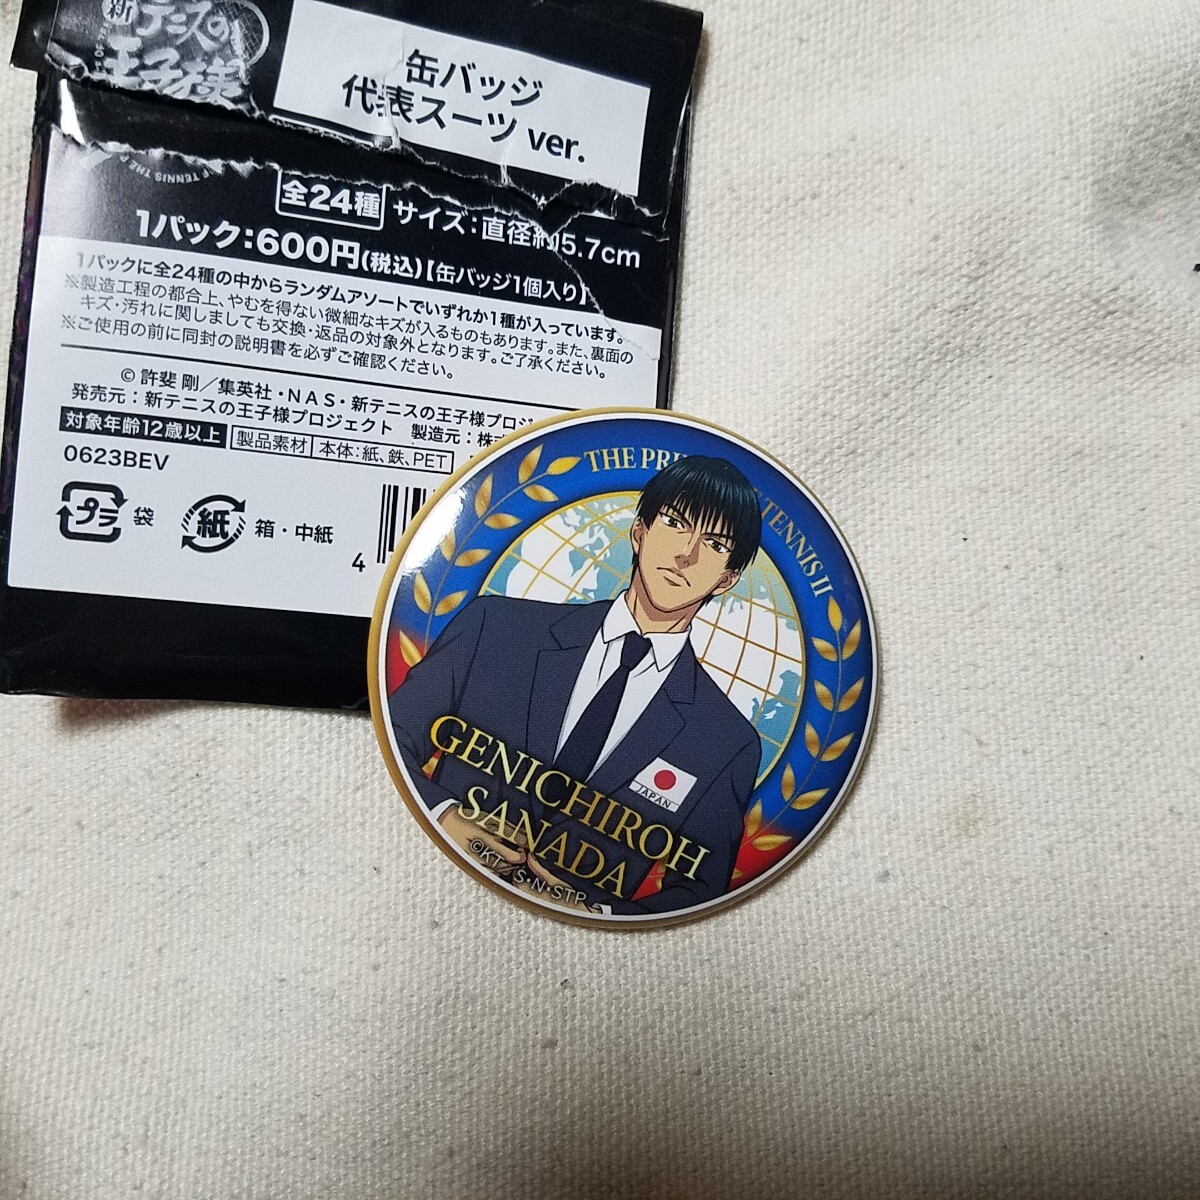 新テニスの
王子様
缶バッジ
代表スーツ ver.
全24種 サイズ:直径約5.7cm
1パック:600円(税込)【缶バッジ1個入り】
1パックに全24種の中からランダムアソートでいずれか1種が入っています。
※製造工程の都合上、やむを得ない微細なキズが入るものもあります。また、裏面の
キズ・汚れに関しましても交換・返品の対象外となります。ご了承ください。
※ご使用の前に同封の説明書を必ずご確認ください。
© 許斐 剛／集英社・NAS・新テニスの王子様プロジ
発売元:新テニスの王子様プロジェクト 製造元:株式
対象年齢12歳以上 製品素材 本体:紙、鉄、PET
0623BEV
プラ 袋 紙 箱・中紙
4
THE PRI TENNIS II
JAPAN
GENICHIROH
SANADA
©KT/S・N・STP